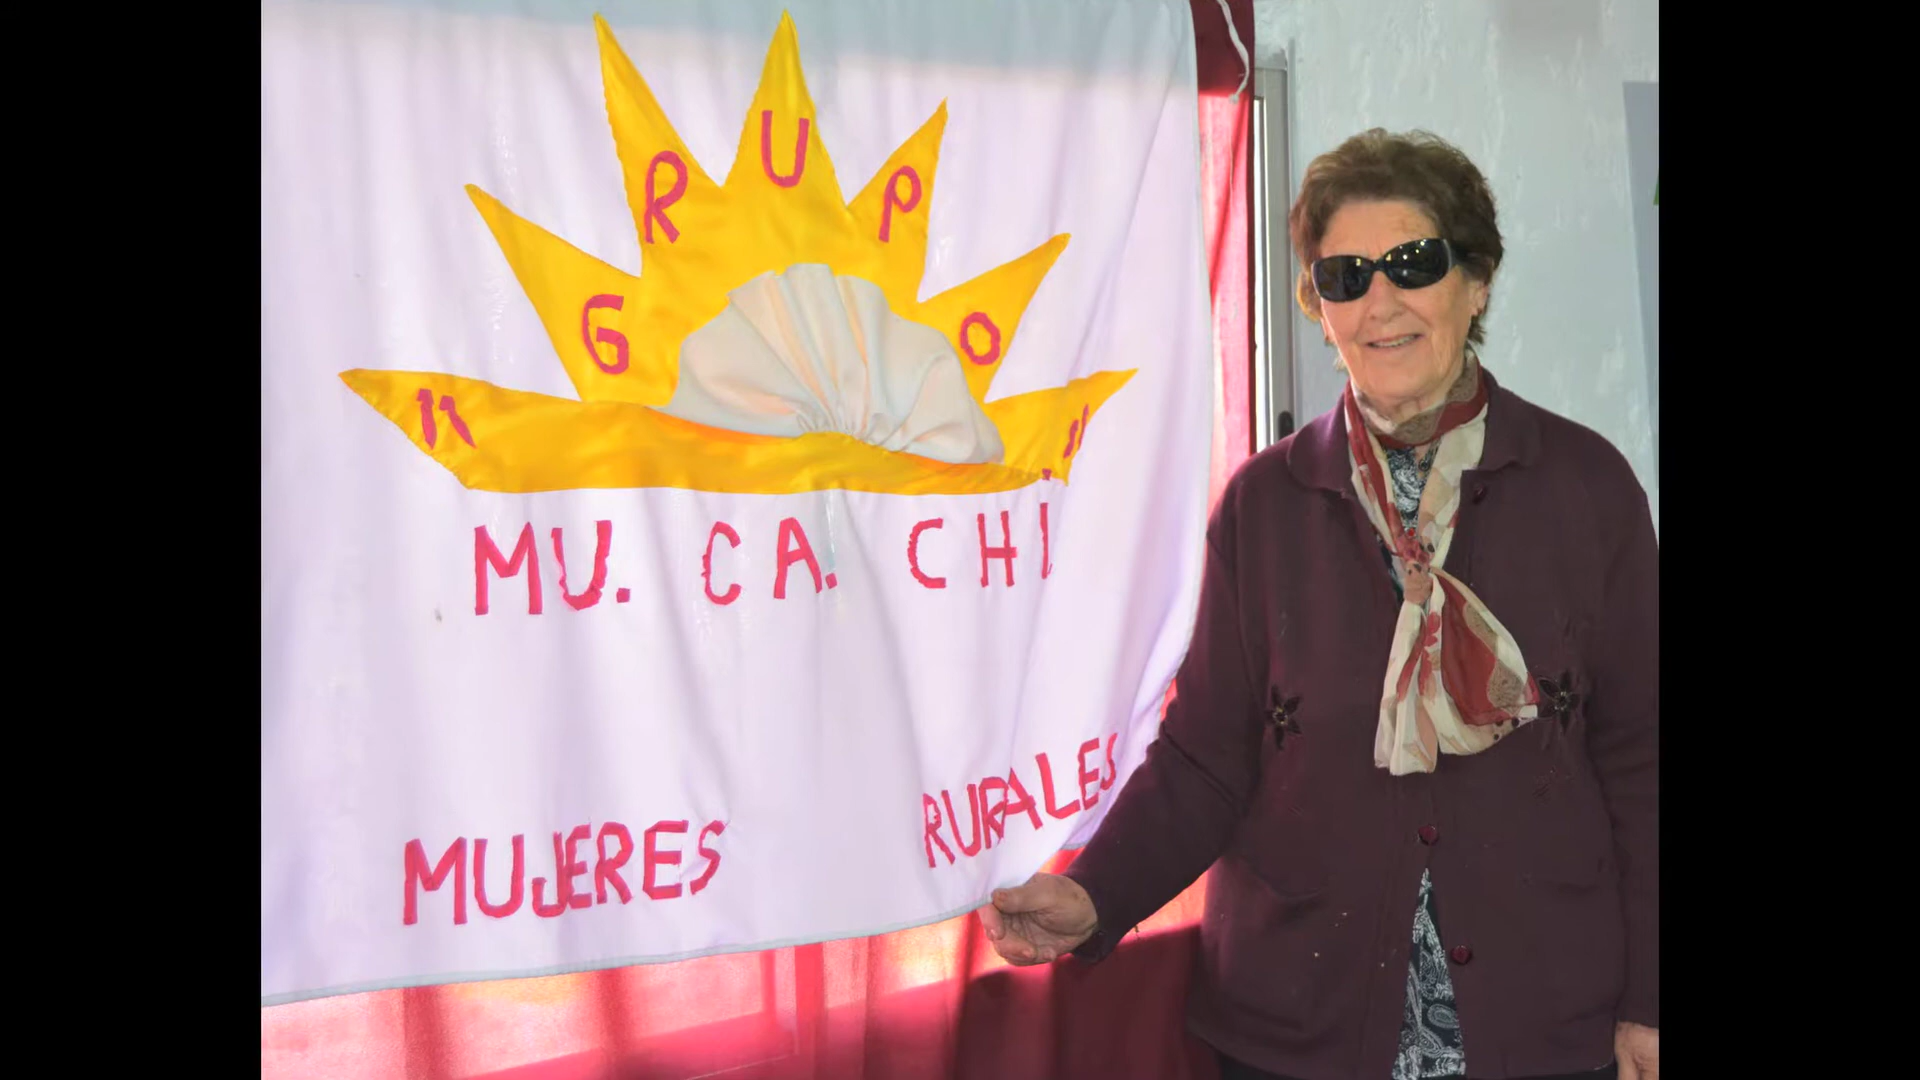 " GRUPO "
MU. CA. CHI.
MUJERES RURALES